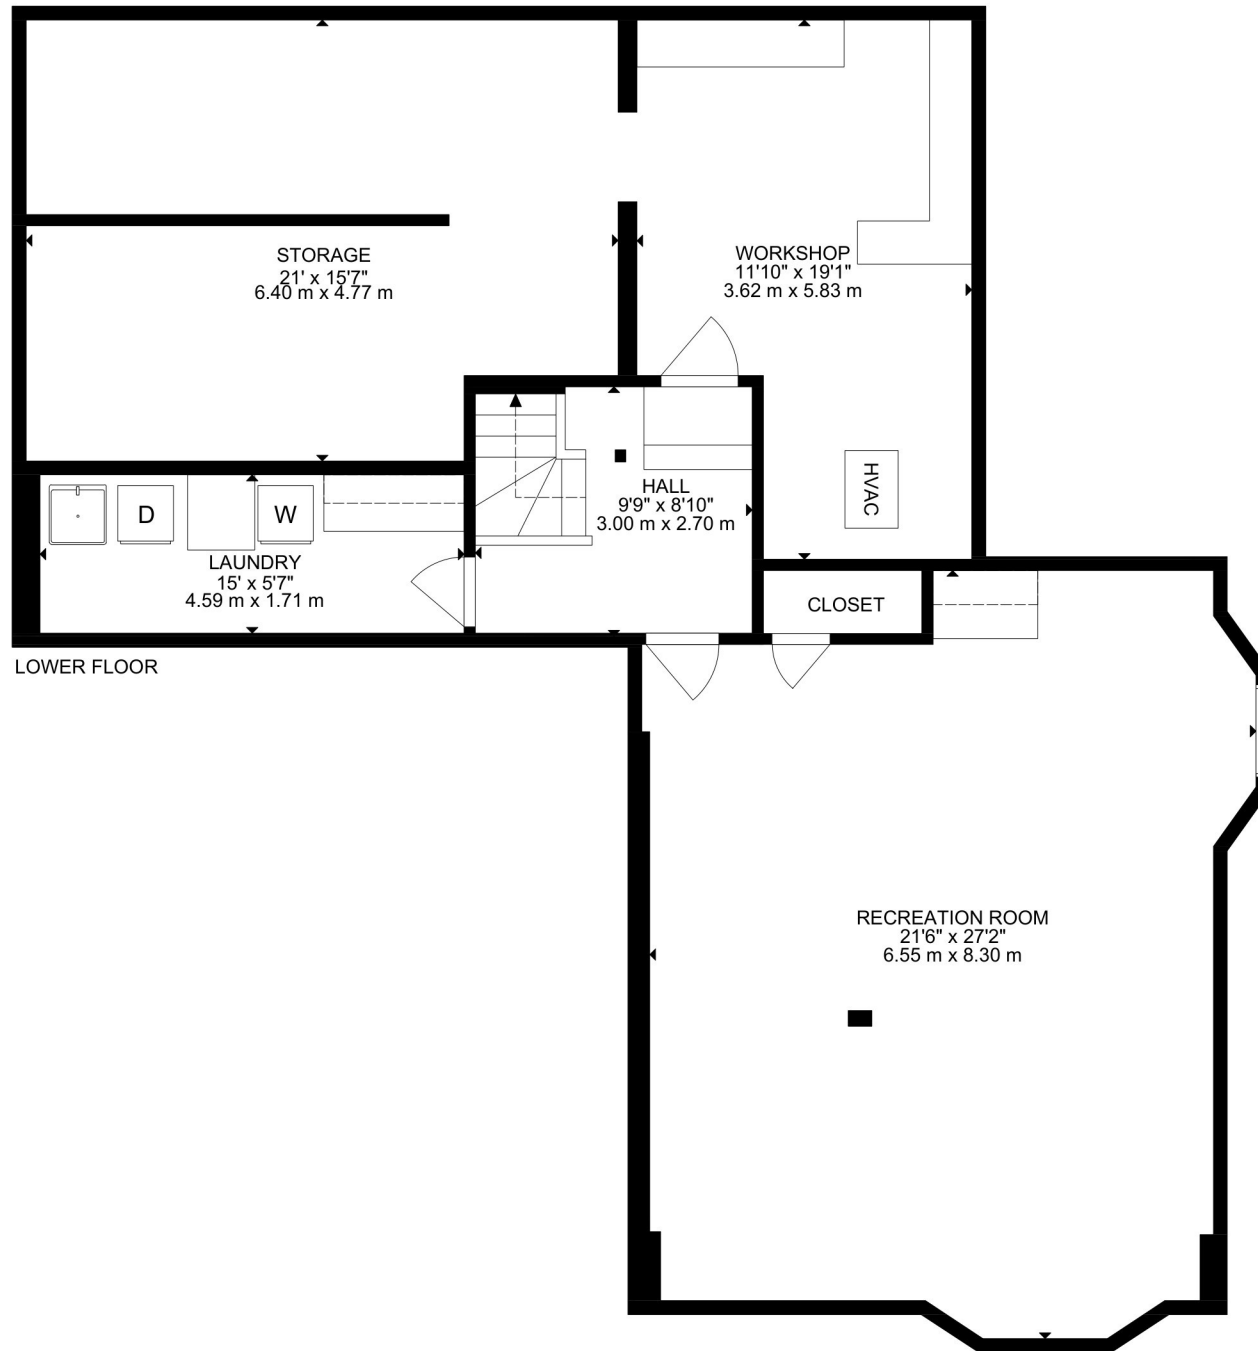 STORAGE
21' x 15'7"
6.40 m x 4.77 m
WORKSHOP
11'10" x 19'1"
3.62 m x 5.83 m
HVAC
HALL
9'9" x 8'10"
3.00 m x 2.70 m
D
W
LAUNDRY
15' x 5'7"
4.59 m x 1.71 m
CLOSET
LOWER FLOOR
RECREATION ROOM
21'6" x 27'2"
6.55 m x 8.30 m